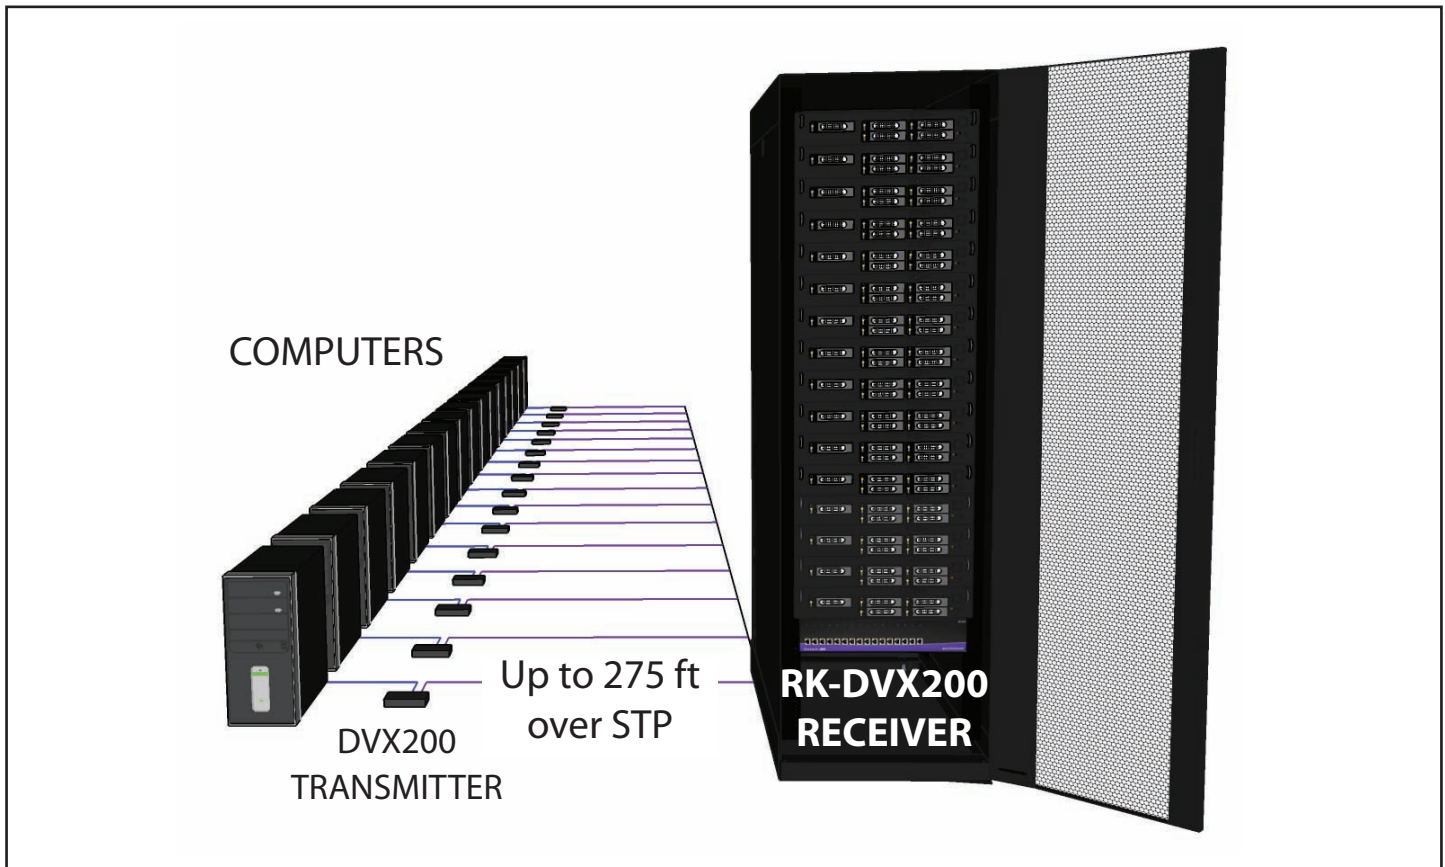 COMPUTERS
Up to 275 ft
over STP
DVX200
TRANSMITTER
RK-DVX200
RECEIVER